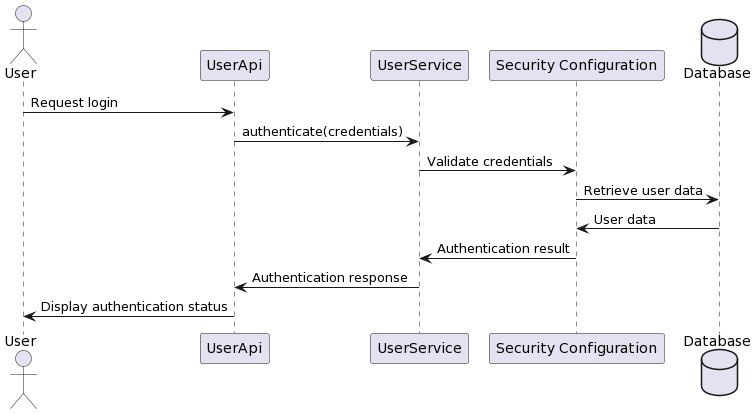 User
UserApi
UserService
Security Configuration
Database
Request login
authenticate(credentials)
Validate credentials
Retrieve user data
User data
Authentication result
Authentication response
Display authentication status
User
UserApi
UserService
Security Configuration
Database